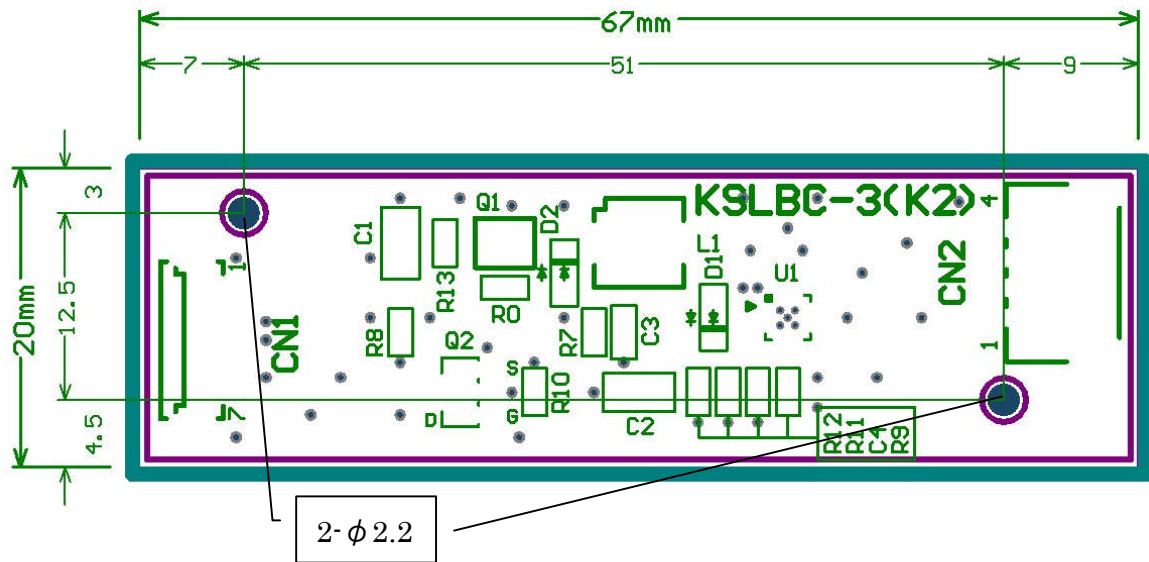 67mm
7
51
9
20mm
3
12.5
4.5
K9LBC-3(K2)
C1
R13
Q1
D2
L1
D1
U1
4
CN2
1
1
CN1
7
R8
R0
Q2
S
D
G
R10
R7
C3
C2
R12
R11
C4
R9
2-φ2.2